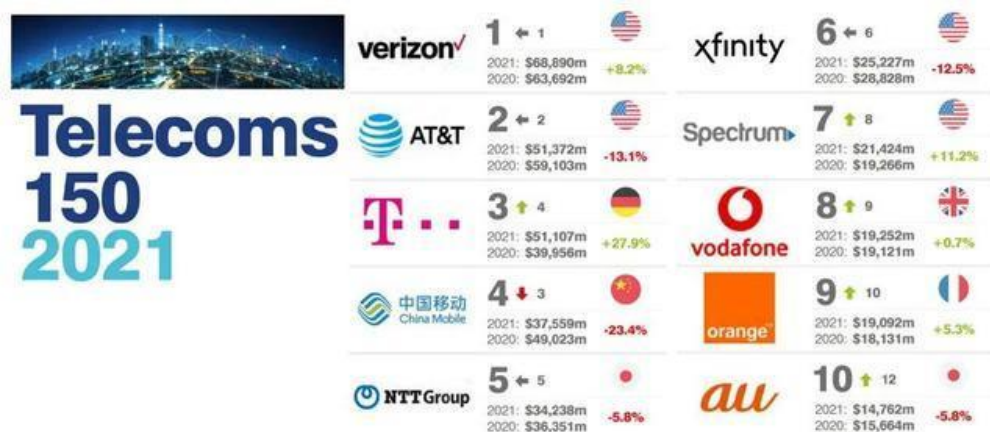 Telecoms
150
2021
verizon✓
1 ← 1
2021: $68,890m
2020: $63,692m
+8.2%
AT&T
2 ← 2
2021: $51,372m
2020: $59,103m
-13.1%
T
3 ↑ 4
2021: $51,107m
2020: $39,956m
+27.9%
中国移动
China Mobile
4 ↓ 3
2021: $37,559m
2020: $49,023m
-23.4%
NTT Group
5 ← 5
2021: $34,238m
2020: $36,351m
-5.8%
xfinity
6 ← 6
2021: $25,227m
2020: $28,828m
-12.5%
Spectrum
7 ↑ 8
2021: $21,424m
2020: $19,266m
+11.2%
vodafone
8 ↑ 9
2021: $19,252m
2020: $19,121m
+0.7%
orange™
9 ↑ 10
2021: $19,092m
2020: $18,131m
+5.3%
au
10 ↑ 12
2021: $14,762m
2020: $15,664m
-5.8%